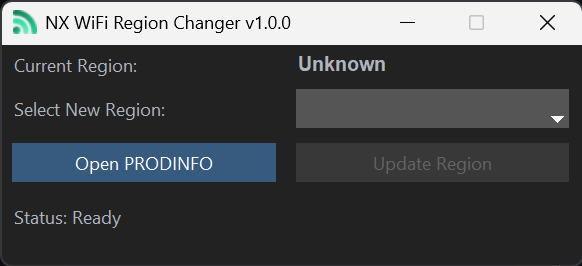 NX WiFi Region Changer v1.0.0
Current Region: Unknown
Select New Region:
Open PRODINFO Update Region
Status: Ready